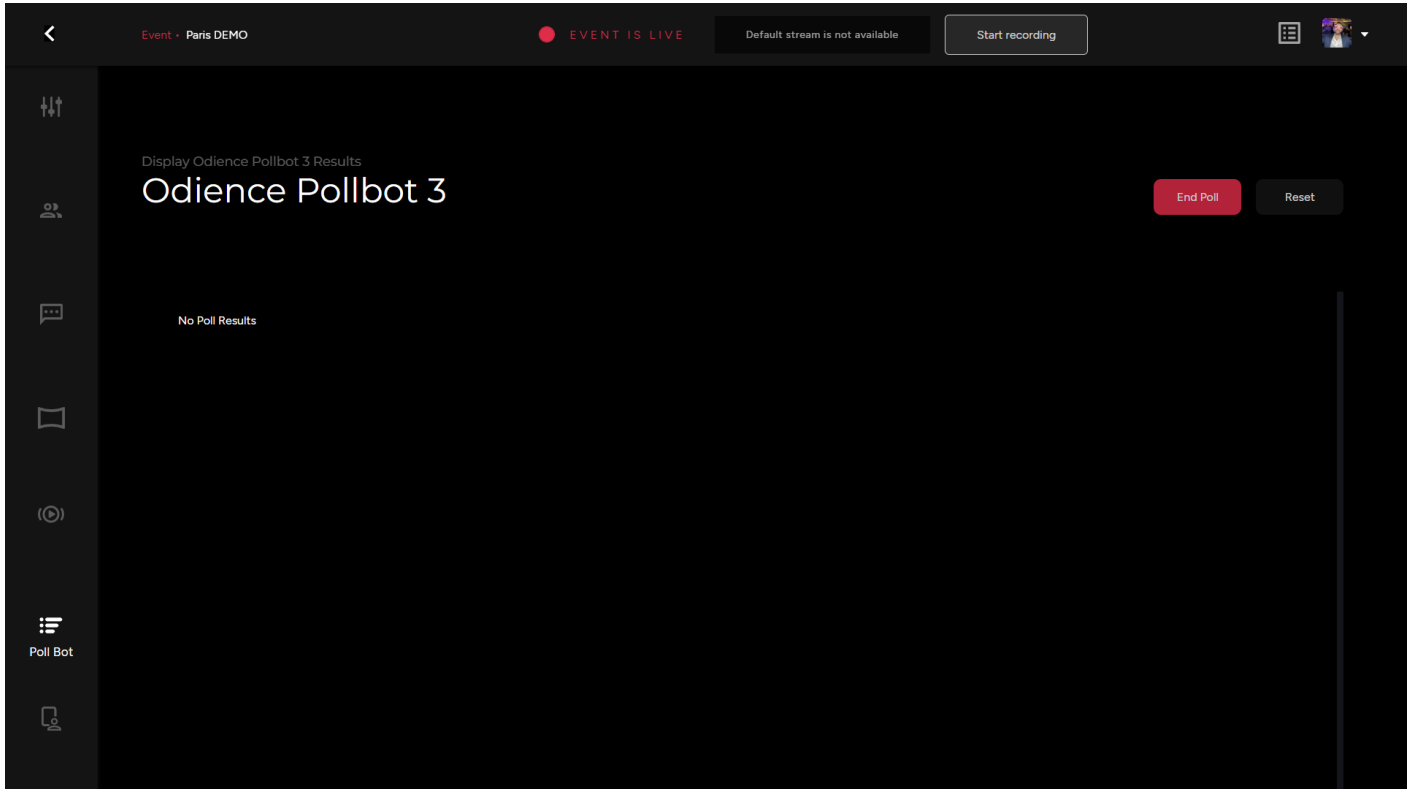 Event • Paris DEMO
EVENT IS LIVE
Default stream is not available
Start recording
Display Odience Pollbot 3 Results
Odience Pollbot 3
End Poll
Reset
No Poll Results
Poll Bot